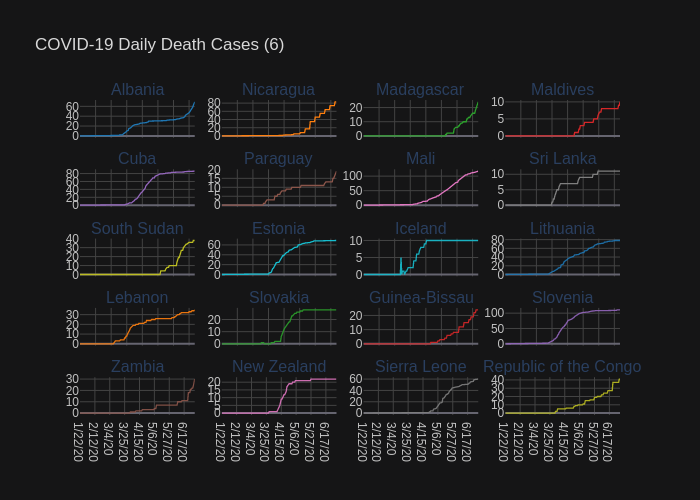 COVID-19 Daily Death Cases (6)
Albania Nicaragua Madagascar Maldives
60 40 20 0 80 60 40 20 0 20 10 0 10 5 0
Cuba Paraguay Mali Sri Lanka
80 60 40 20 0 20 15 10 5 0 100 50 0 10 5 0
South Sudan Estonia Iceland Lithuania
40 30 20 10 0 60 40 20 0 10 5 0 80 60 40 20 0
Lebanon Slovakia Guinea-Bissau Slovenia
30 20 10 0 20 10 0 20 10 0 100 50 0
Zambia New Zealand Sierra Leone Republic of the Congo
30 20 10 0 20 15 10 5 0 60 40 20 0 40 30 20 10
1/22/20 2/12/20 3/4/20 3/25/20 4/15/20 5/6/20 5/27/20 6/17/20 1/22/20 2/12/20 3/4/20 3/25/20 4/15/20 5/6/20 5/27/20 6/17/20 1/22/20 2/12/20 3/4/20 3/25/20 4/15/20 5/6/20 5/27/20 6/17/20 1/22/20 2/12/20 3/4/20 3/25/20 4/15/20 5/6/20 5/27/20 6/17/20